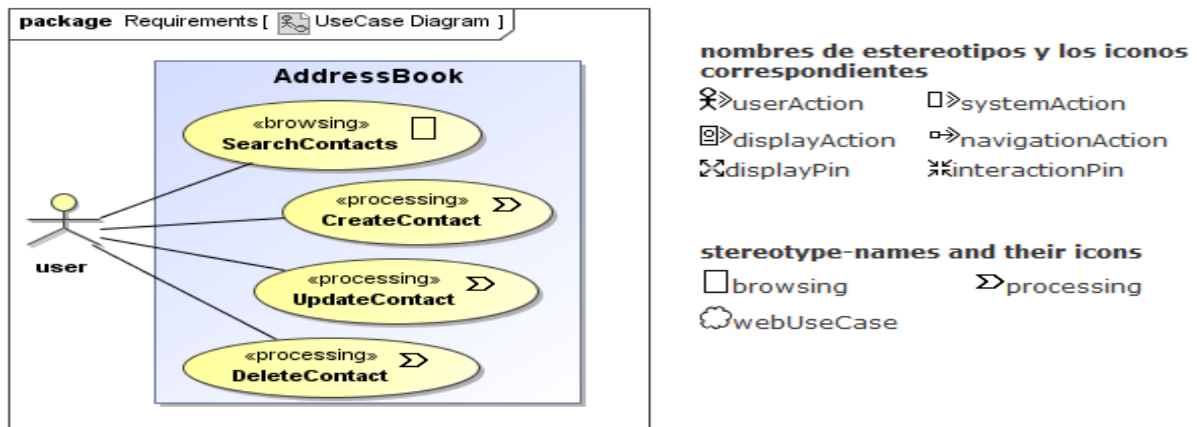 package Requirements [ UseCase Diagram ]
AddressBook
«browsing»
SearchContacts
«processing»
CreateContact
«processing»
UpdateContact
«processing»
DeleteContact
user
nombres de estereotipos y los iconos
correspondientes
userAction systemAction
displayAction navigationAction
displayPin interactionPin
stereotype-names and their icons
browsing processing
webUseCase